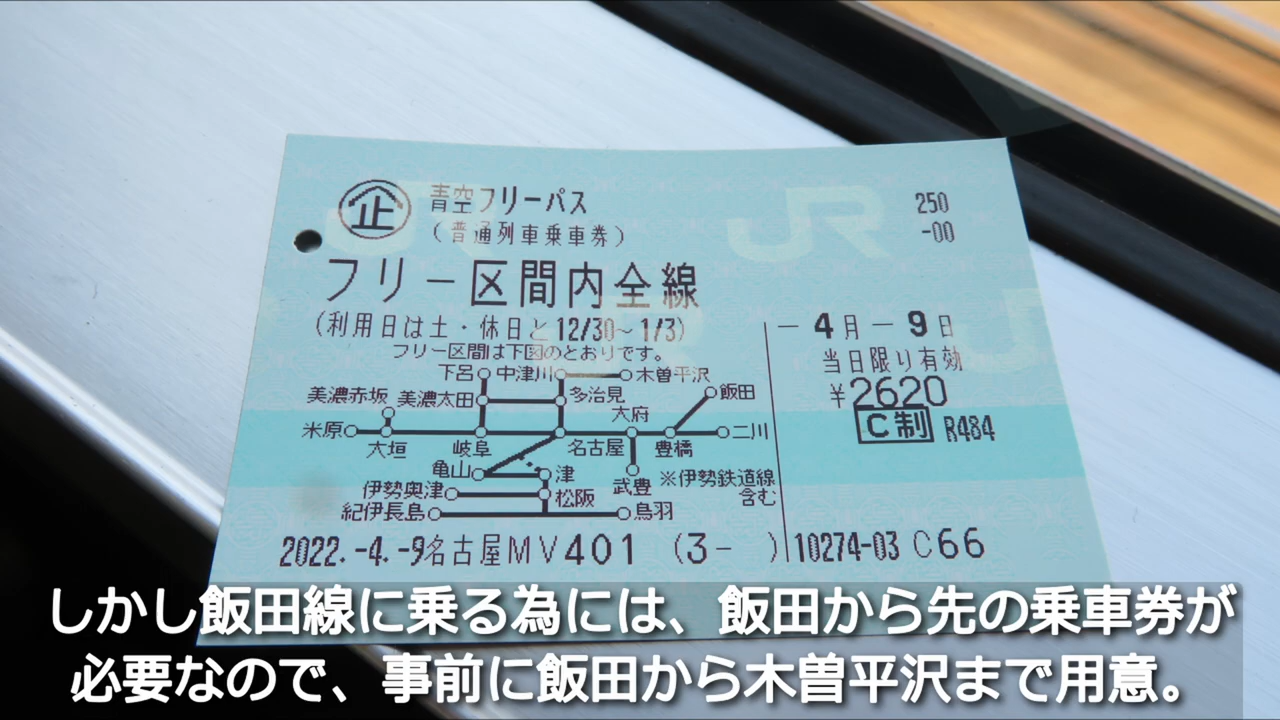 企 青空フリーパス
(普通列車乗車券)
250
-00
フリー区間内全線
(利用日は土・休日と12/30~1/3)
フリー区間は下図のとおりです。
-4月-9日
当日限り有効
¥2620
C制 R484
下呂 中津川 木曽平沢
美濃赤坂 美濃太田 多治見 飯田
大府
米原 二川
大垣 岐阜 名古屋 豊橋
亀山 津 武豊 ※伊勢鉄道線
含む
伊勢奥津 松阪
紀伊長島 鳥羽
2022.-4.-9名古屋MV401 (3- ) 10274-03 C66
JR
しかし飯田線に乗る為には、飯田から先の乗車券が
必要なので、事前に飯田から木曽平沢まで用意。